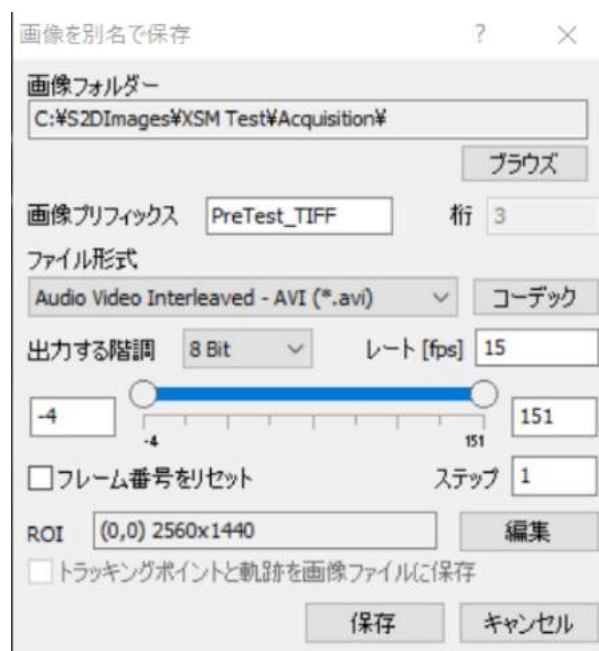 画像を別名で保存 ? ×
画像フォルダー
C:¥S2DImages¥XSM Test¥Acquisition¥
ブラウズ
画像プリフィックス PreTest_TIFF 桁 3
ファイル形式
Audio Video Interleaved - AVI (*.avi) コーデック
出力する階調 8 Bit レート [fps] 15
-4 151
-4 151
フレーム番号をリセット ステップ 1
ROI (0,0) 2560x1440 編集
トラッキングポイントと軌跡を画像ファイルに保存
保存 キャンセル